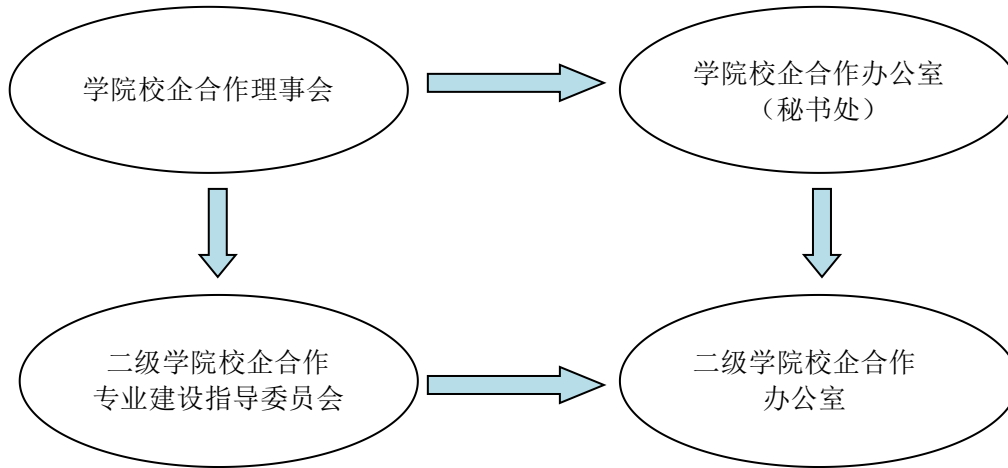 学院校企合作理事会
学院校企合作办公室
（秘书处）
二级学院校企合作
专业建设指导委员会
二级学院校企合作
办公室